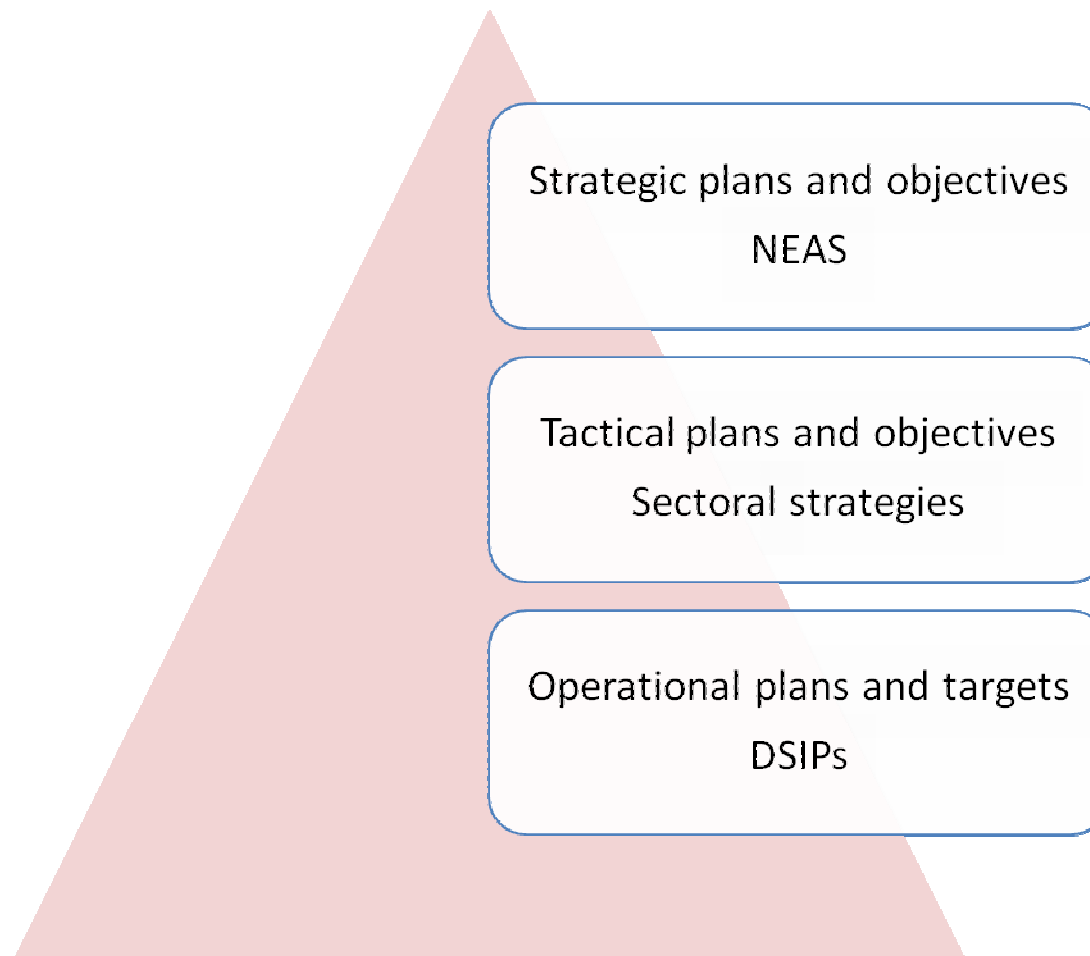 Strategic plans and objectives
NEAS
Tactical plans and objectives
Sectoral strategies
Operational plans and targets
DSIPs